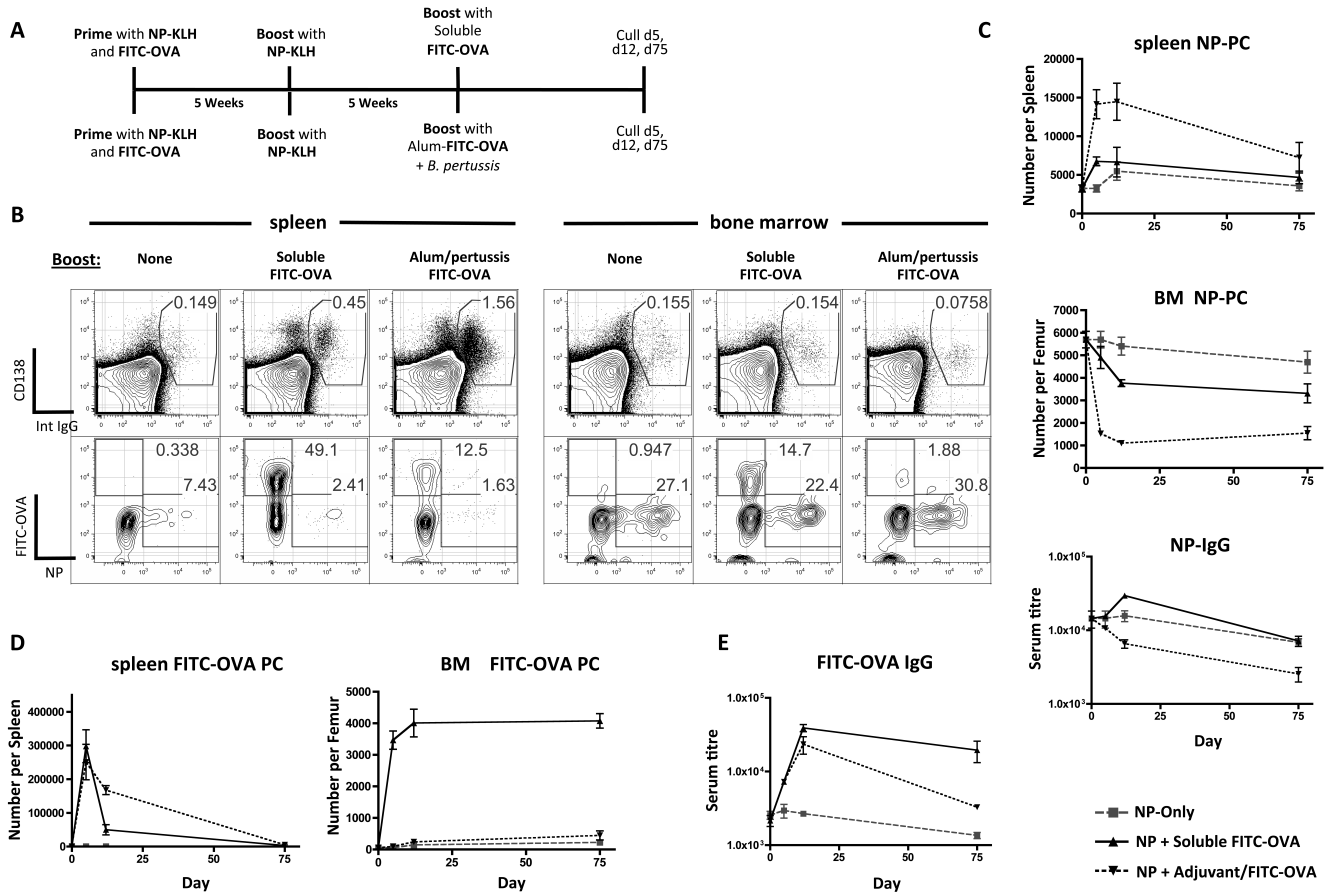 A
Prime with NP-KLH
and FITC-OVA
Boost with
NP-KLH
Boost with
Soluble
FITC-OVA
Cull d5,
d12, d75
5 Weeks
5 Weeks
Prime with NP-KLH
and FITC-OVA
Boost with
NP-KLH
Boost with
Alum-FITC-OVA
+ B. pertussis
Cull d5,
d12, d75
B
spleen
bone marrow
Boost:
None
Soluble
FITC-OVA
Alum/pertussis
FITC-OVA
None
Soluble
FITC-OVA
Alum/pertussis
FITC-OVA
0.149
0.45
1.56
0.155
0.154
0.0758
CD138
Int IgG
0.338
7.43
49.1
2.41
12.5
1.63
0.947
27.1
14.7
22.4
1.88
30.8
FITC-OVA
NP
C
spleen NP-PC
Number per Spleen
20000
15000
10000
5000
0
0 25 50 75
BM NP-PC
Number per Femur
7000
6000
5000
4000
3000
2000
1000
0
0 25 50 75
NP-IgG
Serum titre
1.0x10⁵
1.0x10⁴
1.0x10³
0 25 50 75
Day
D
spleen FITC-OVA PC
Number per Spleen
400000
300000
200000
100000
0
0 25 50 75
Day
BM FITC-OVA PC
Number per Femur
5000
4000
3000
2000
1000
0
0 25 50 75
Day
E
FITC-OVA IgG
Serum titre
1.0x10⁵
1.0x10⁴
1.0x10³
0 25 50 75
Day
NP-Only
NP + Soluble FITC-OVA
NP + Adjuvant/FITC-OVA